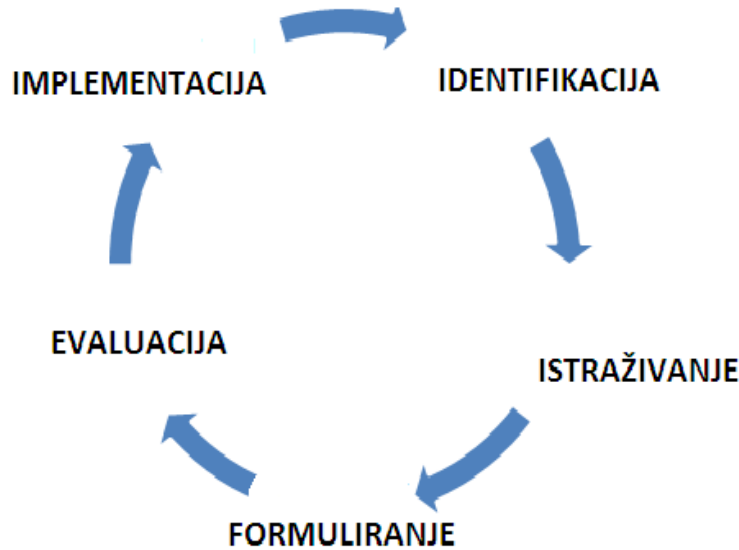 IMPLEMENTACIJA
IDENTIFIKACIJA
EVALUACIJA
ISTRAŽIVANJE
FORMULIRANJE